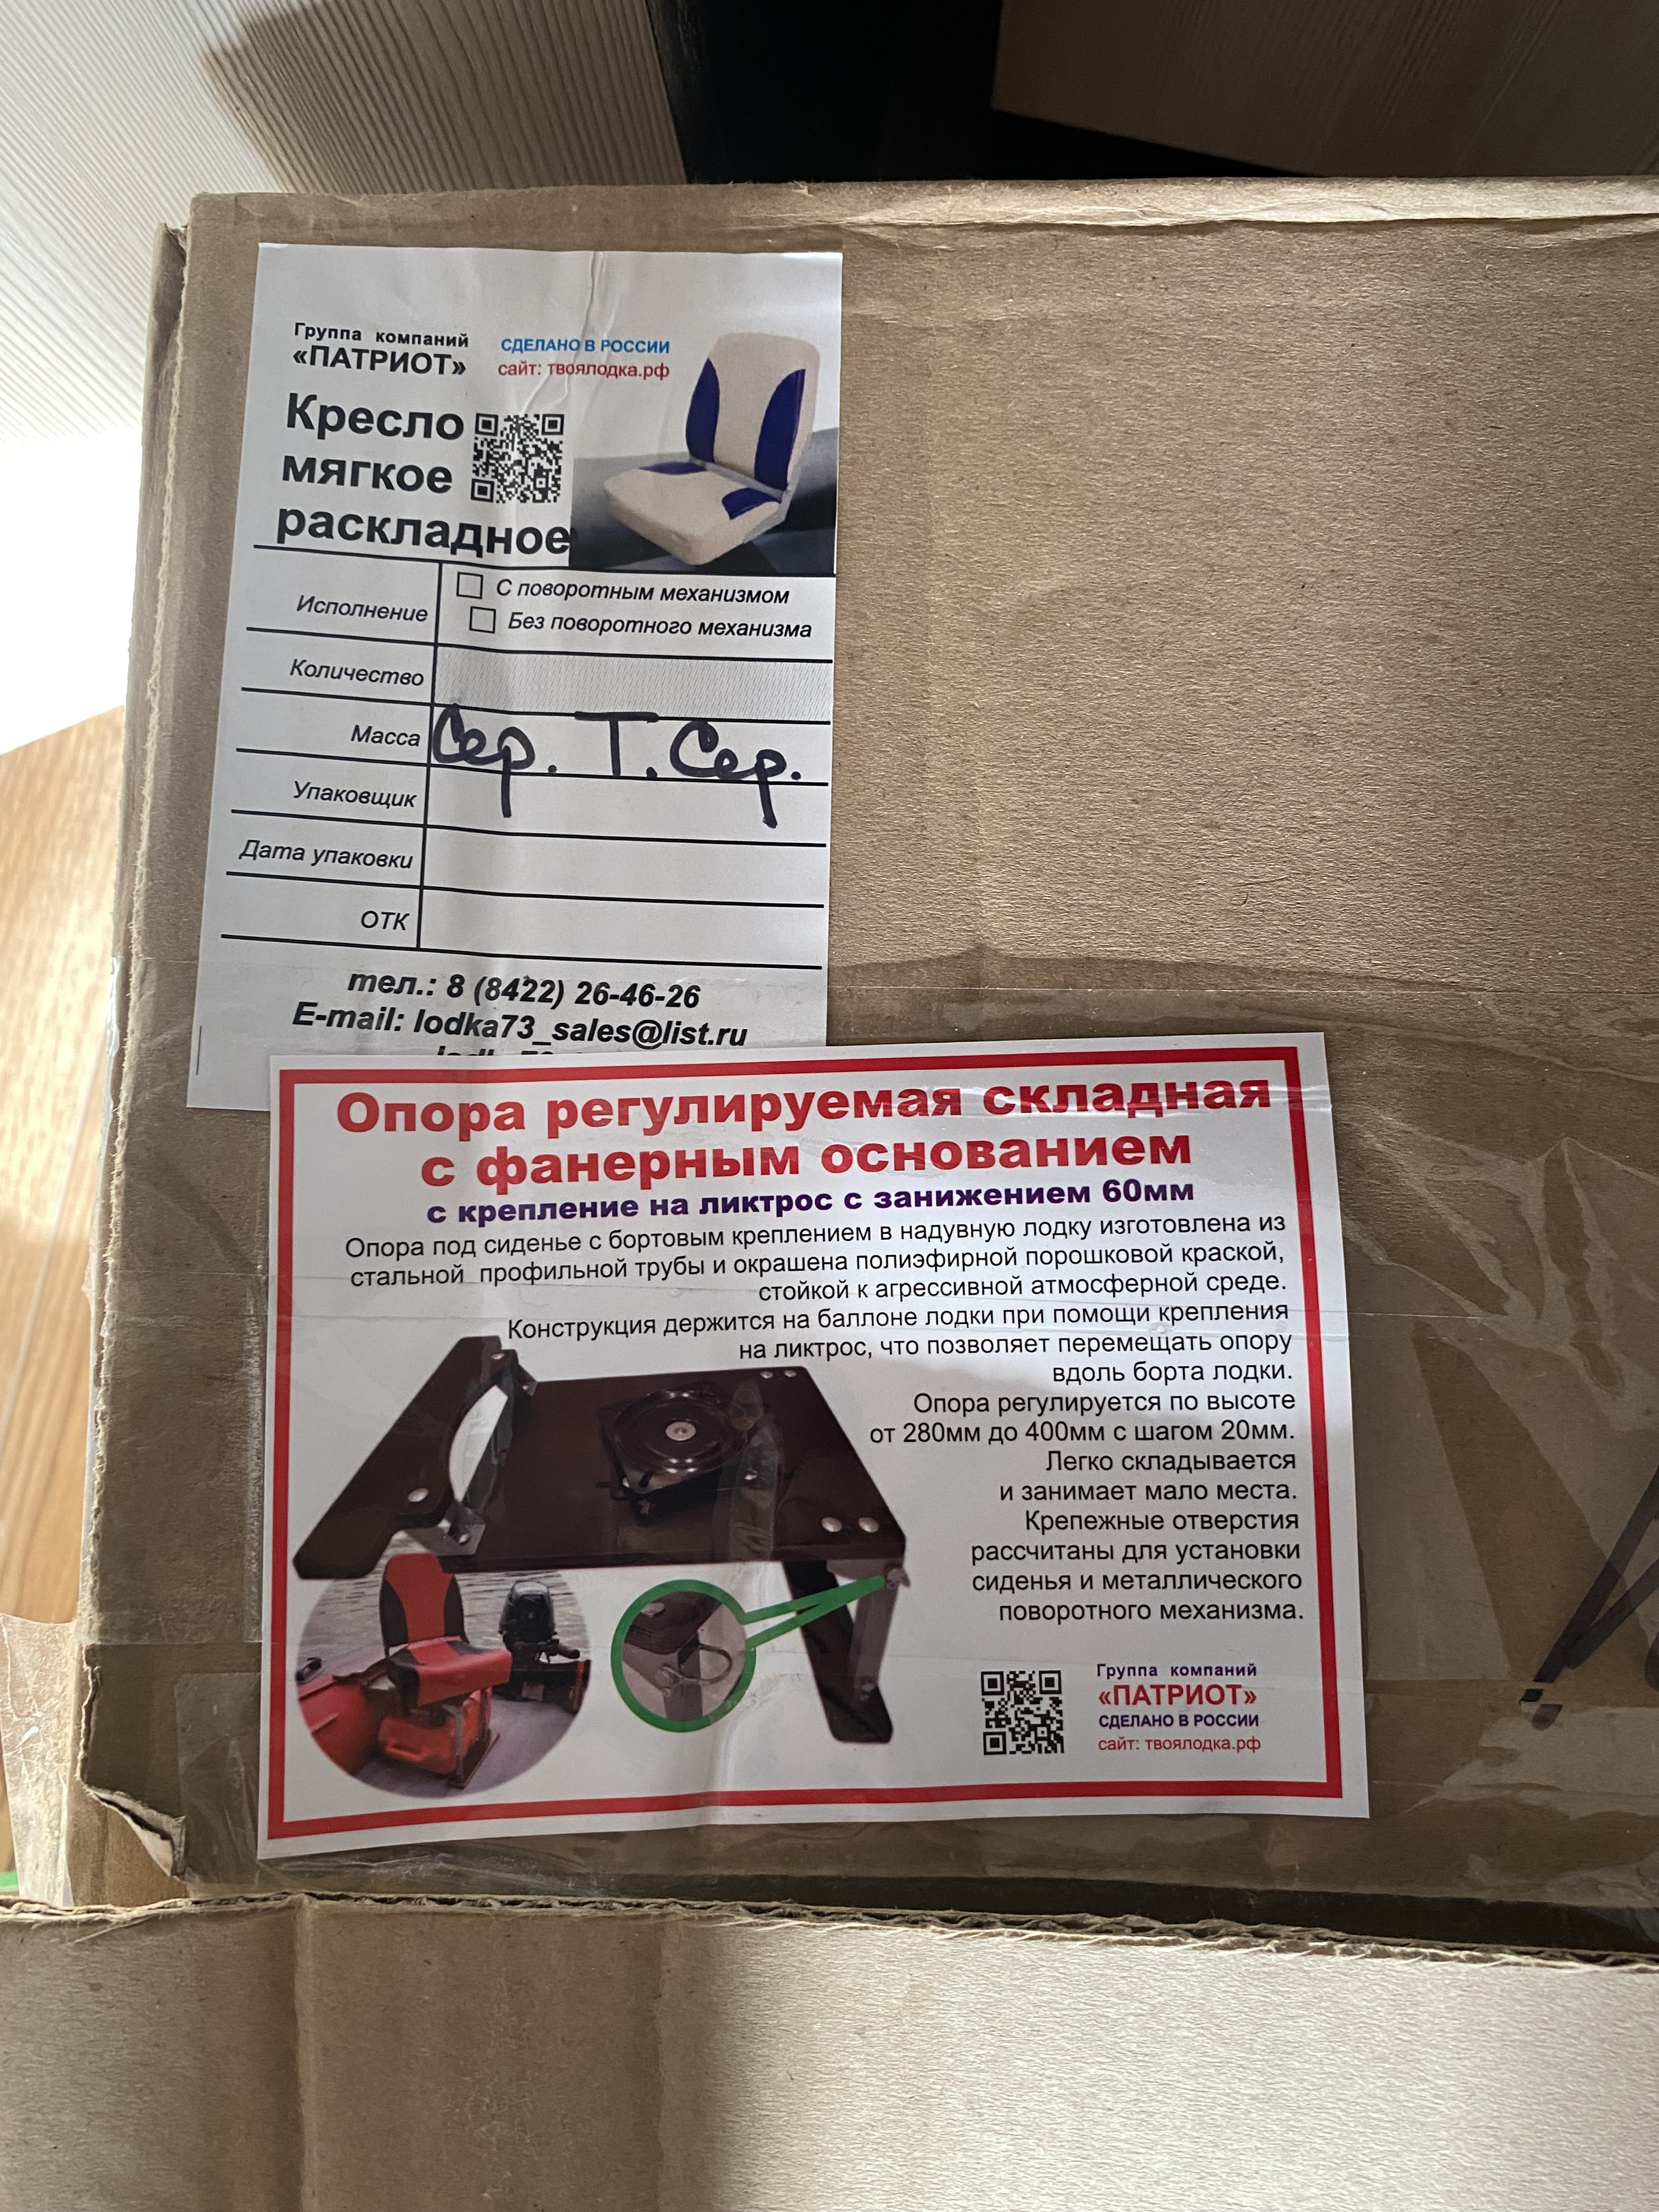 Группа компаний
«ПАТРИОТ»
СДЕЛАНО В РОССИИ
сайт: твоялодка.рф
Кресло
мягкое
раскладное
Исполнение
С поворотным механизмом
Без поворотного механизма
Количество
Масса
Сер. Т. Сер.
Упаковщик
Дата упаковки
ОТК
тел.: 8 (8422) 26-46-26
E-mail: lodka73_sales@list.ru
Опора регулируемая складная
с фанерным основанием
с крепление на ликтрос с занижением 60мм
Опора под сиденье с бортовым креплением в надувную лодку изготовлена из
стальной профильной трубы и окрашена полиэфирной порошковой краской,
стойкой к агрессивной атмосферной среде.
Конструкция держится на баллоне лодки при помощи крепления
на ликтрос, что позволяет перемещать опору
вдоль борта лодки.
Опора регулируется по высоте
от 280мм до 400мм с шагом 20мм.
Легко складывается
и занимает мало места.
Крепежные отверстия
рассчитаны для установки
сиденья и металлического
поворотного механизма.
Группа компаний
«ПАТРИОТ»
СДЕЛАНО В РОССИИ
сайт: твоялодка.рф